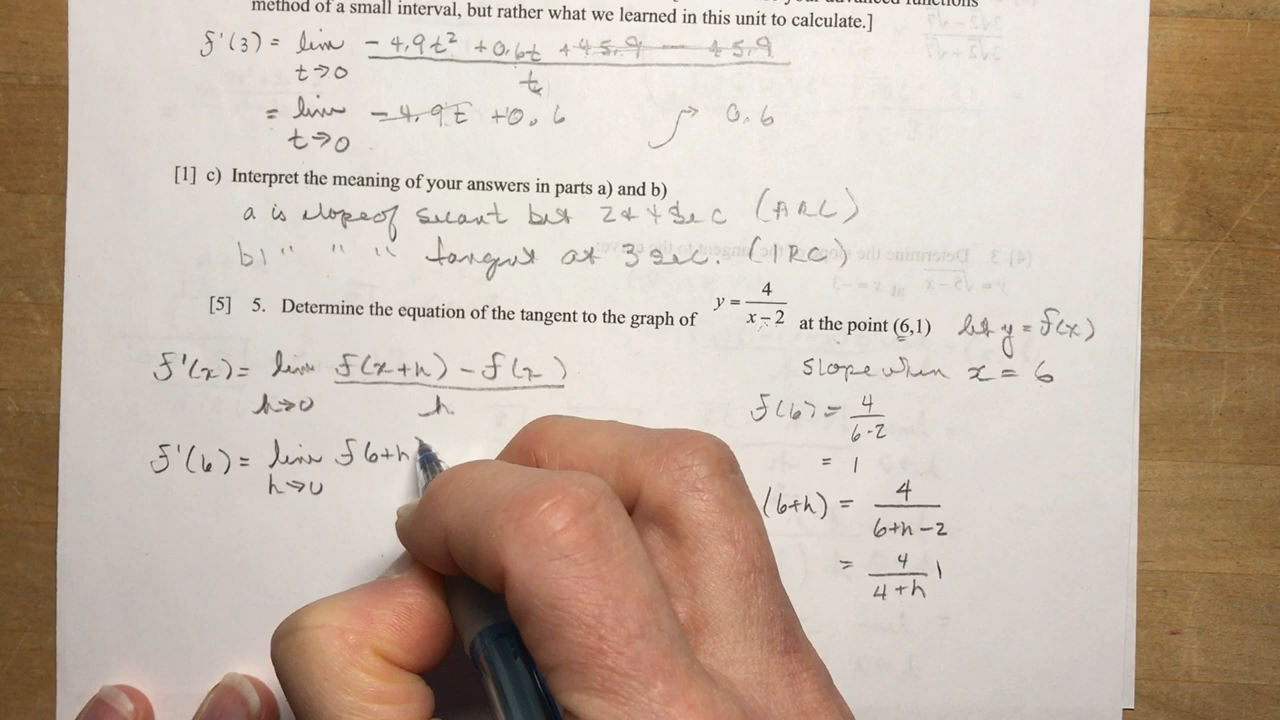 method of a small interval, but rather what we learned in this unit to calculate.]
f'(3) = lim -4.9t² +0.6t +45.9 - 45.9
t→0 t
= lim -4.9t +0.6 0.6
t→0
[1] c) Interpret the meaning of your answers in parts a) and b)
a is slope of secant bet 2 & 4 sec (ARC)
b) " " " tangent at 3 sec. (IRC)
[5] 5. Determine the equation of the tangent to the graph of y = 4/(x-2) at the point (6,1) let y = f(x)
slope when x = 6
f'(x) = lim f(x+h) - f(x)
h→0 h
f(6) = 4
6-2
= 1
f'(6) = lim f 6+h
h→0
(6+h) = 4
6+h-2
= 4
4+h